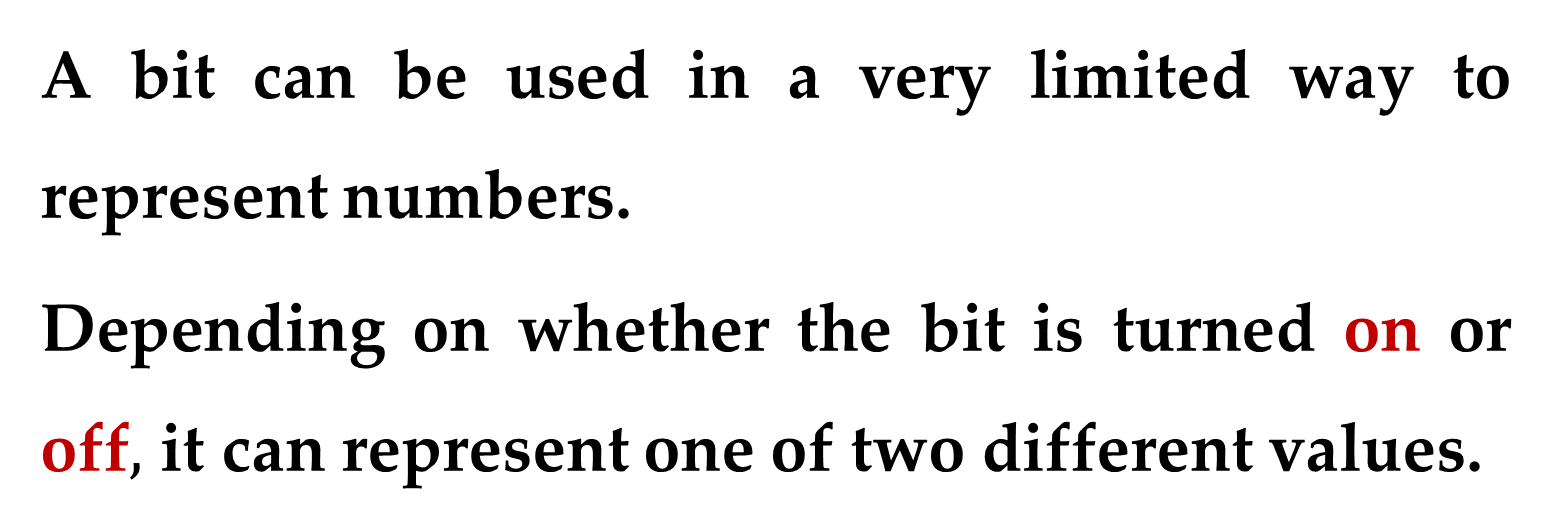 A bit can be used in a very limited way to
represent numbers.
Depending on whether the bit is turned on or
off, it can represent one of two different values.